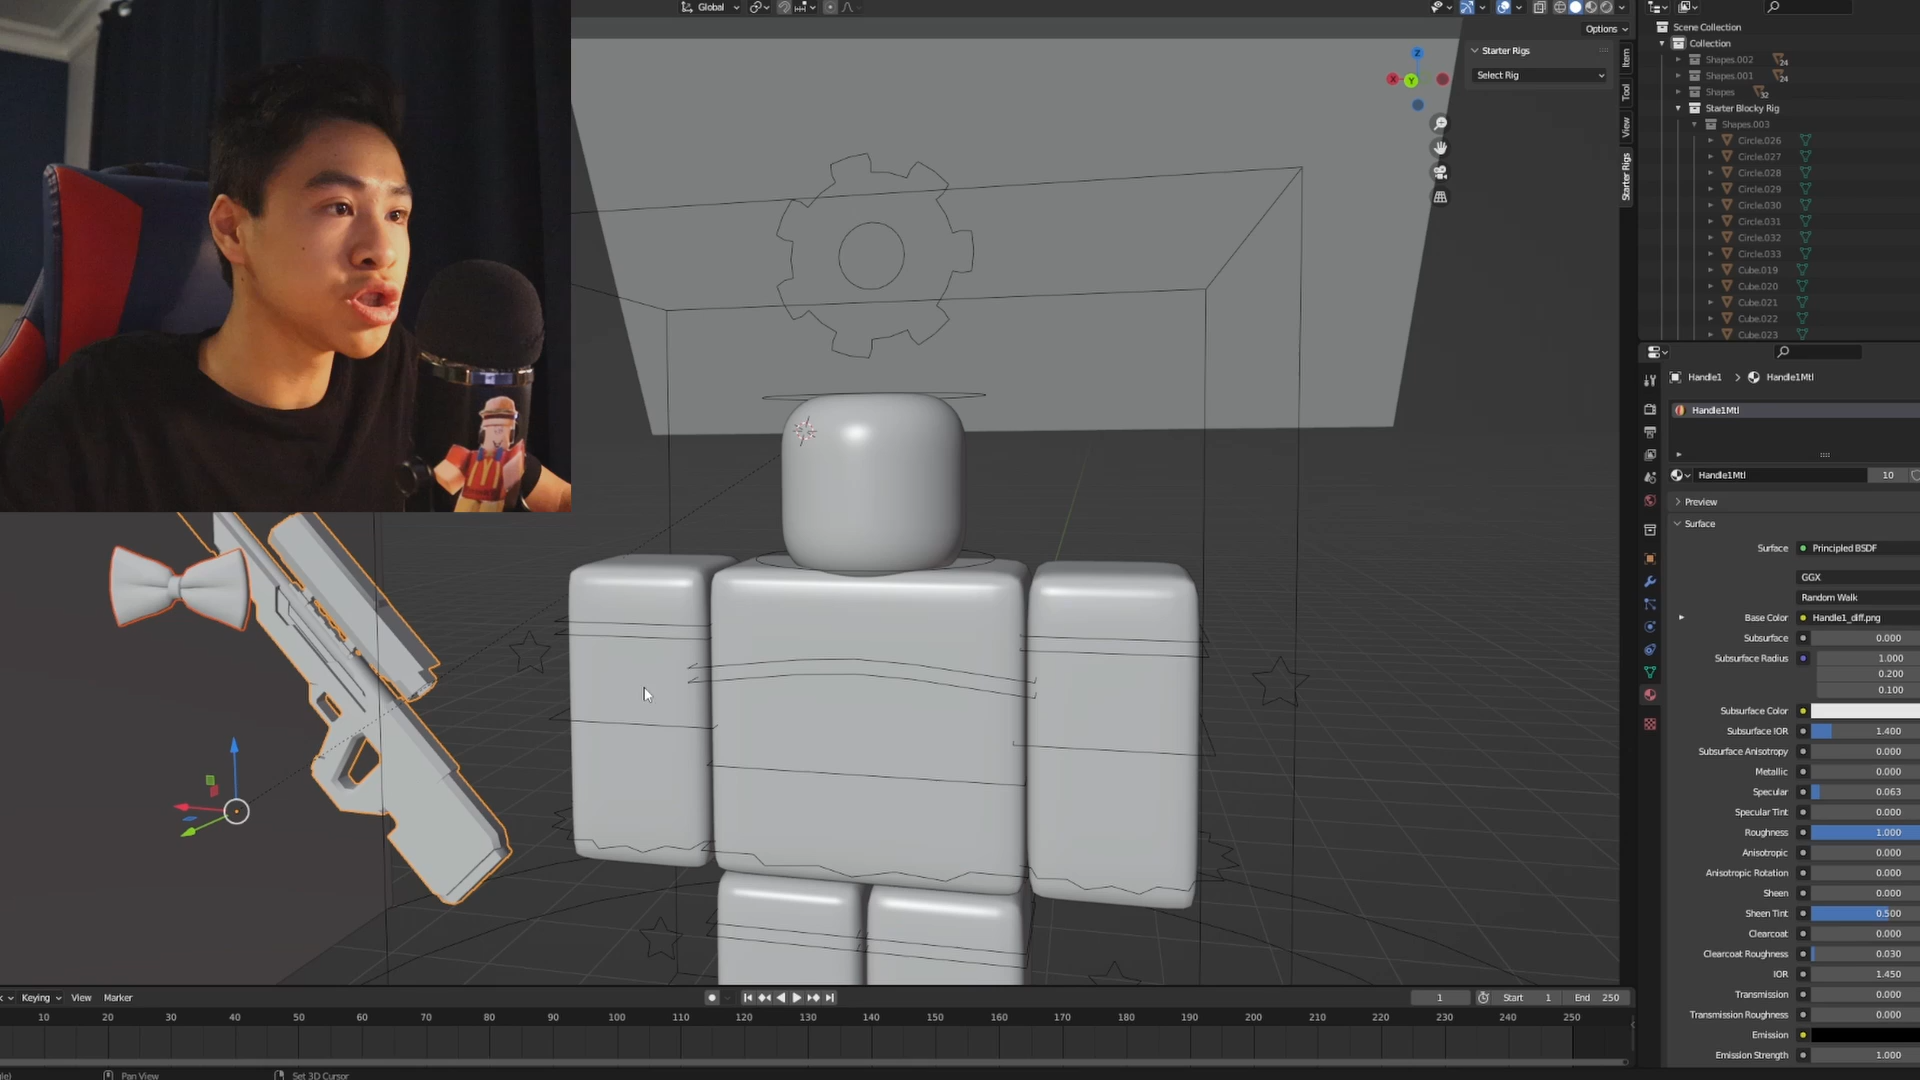 Global
Options
Starter Rigs
Select Rig
Item
Tool
View
Starter Rigs
Z
X
Y
Scene Collection
Collection
Shapes.002
24
Shapes.001
24
Shapes
32
Starter Blocky Rig
Shapes.003
Circle.026
Circle.027
Circle.028
Circle.029
Circle.030
Circle.031
Circle.032
Circle.033
Cube.019
Cube.020
Cube.021
Cube.022
Cube.023
Handle1 > Handle1Mtl
Handle1Mtl
Handle1Mtl 10
Preview
Surface
Surface Principled BSDF
GGX
Random Walk
Base Color Handle1_diff.png
Subsurface 0.000
Subsurface Radius 1.000
0.200
0.100
Subsurface Color
Subsurface IOR 1.400
Subsurface Anisotropy 0.000
Metallic 0.000
Specular 0.063
Specular Tint 0.000
Roughness 1.000
Anisotropic 0.000
Anisotropic Rotation 0.000
Sheen 0.000
Sheen Tint 0.500
Clearcoat 0.000
Clearcoat Roughness 0.030
IOR 1.450
Transmission 0.000
Transmission Roughness 0.000
Emission
Emission Strength 1.000
Keying View Marker
1 Start 1 End 250
10 20 30 40 50 60 70 80 90 100 110 120 130 140 150 160 170 180 190 200 210 220 230 240 250
Pan View Set 3D Cursor